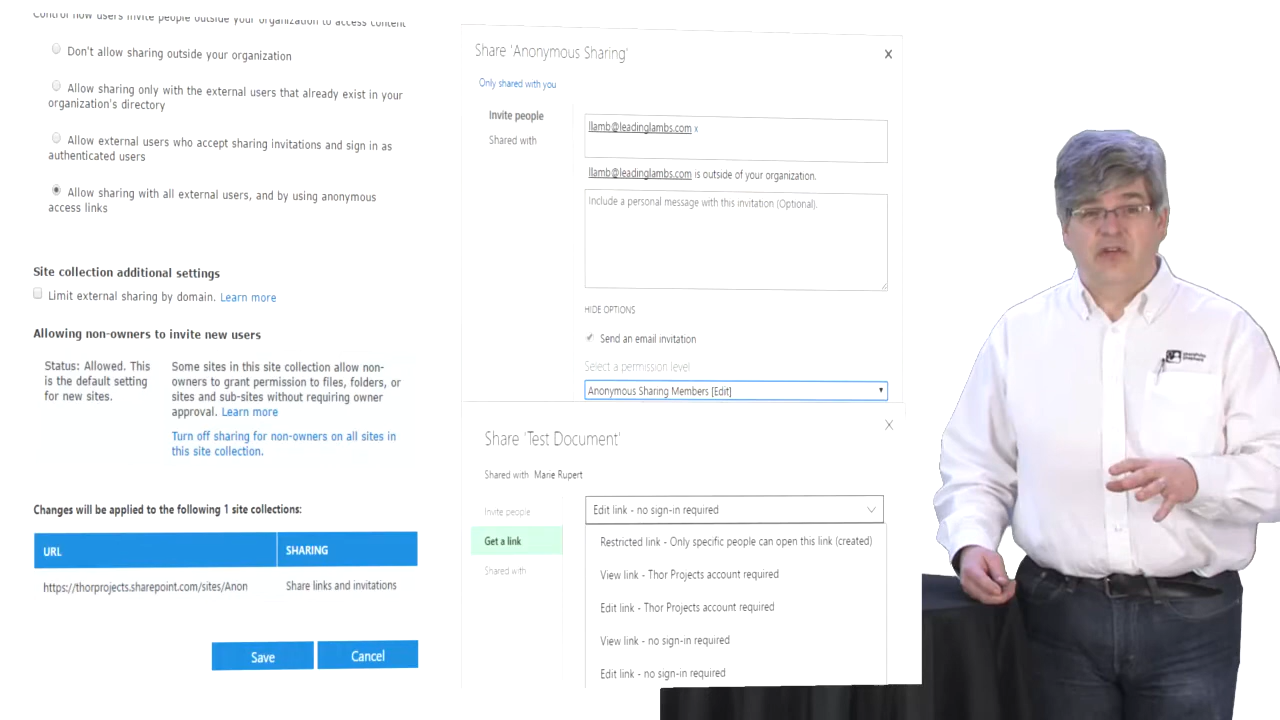 Control how users invite people outside your organization to access content
Don't allow sharing outside your organization
Allow sharing only with the external users that already exist in your
organization's directory
Allow external users who accept sharing invitations and sign in as
authenticated users
Allow sharing with all external users, and by using anonymous
access links
Site collection additional settings
Limit external sharing by domain. Learn more
Allowing non-owners to invite new users
Status: Allowed. This
is the default setting
for new sites.
Some sites in this site collection allow non-
owners to grant permission to files, folders, or
sites and sub-sites without requiring owner
approval. Learn more
Turn off sharing for non-owners on all sites in
this site collection.
Changes will be applied to the following 1 site collections:
URL SHARING
https://thorprojects.sharepoint.com/sites/Anon Share links and invitations
Save Cancel
Share 'Anonymous Sharing' X
Only shared with you
Invite people
Shared with
llamb@leadinglambs.com x
llamb@leadinglambs.com is outside of your organization.
Include a personal message with this invitation (Optional).
HIDE OPTIONS
Send an email invitation
Select a permission level
Anonymous Sharing Members [Edit]
Share 'Test Document' X
Shared with Marie Rupert
Invite people
Get a link
Shared with
Edit link - no sign-in required
Restricted link - Only specific people can open this link (created)
View link - Thor Projects account required
Edit link - Thor Projects account required
View link - no sign-in required
Edit link - no sign-in required